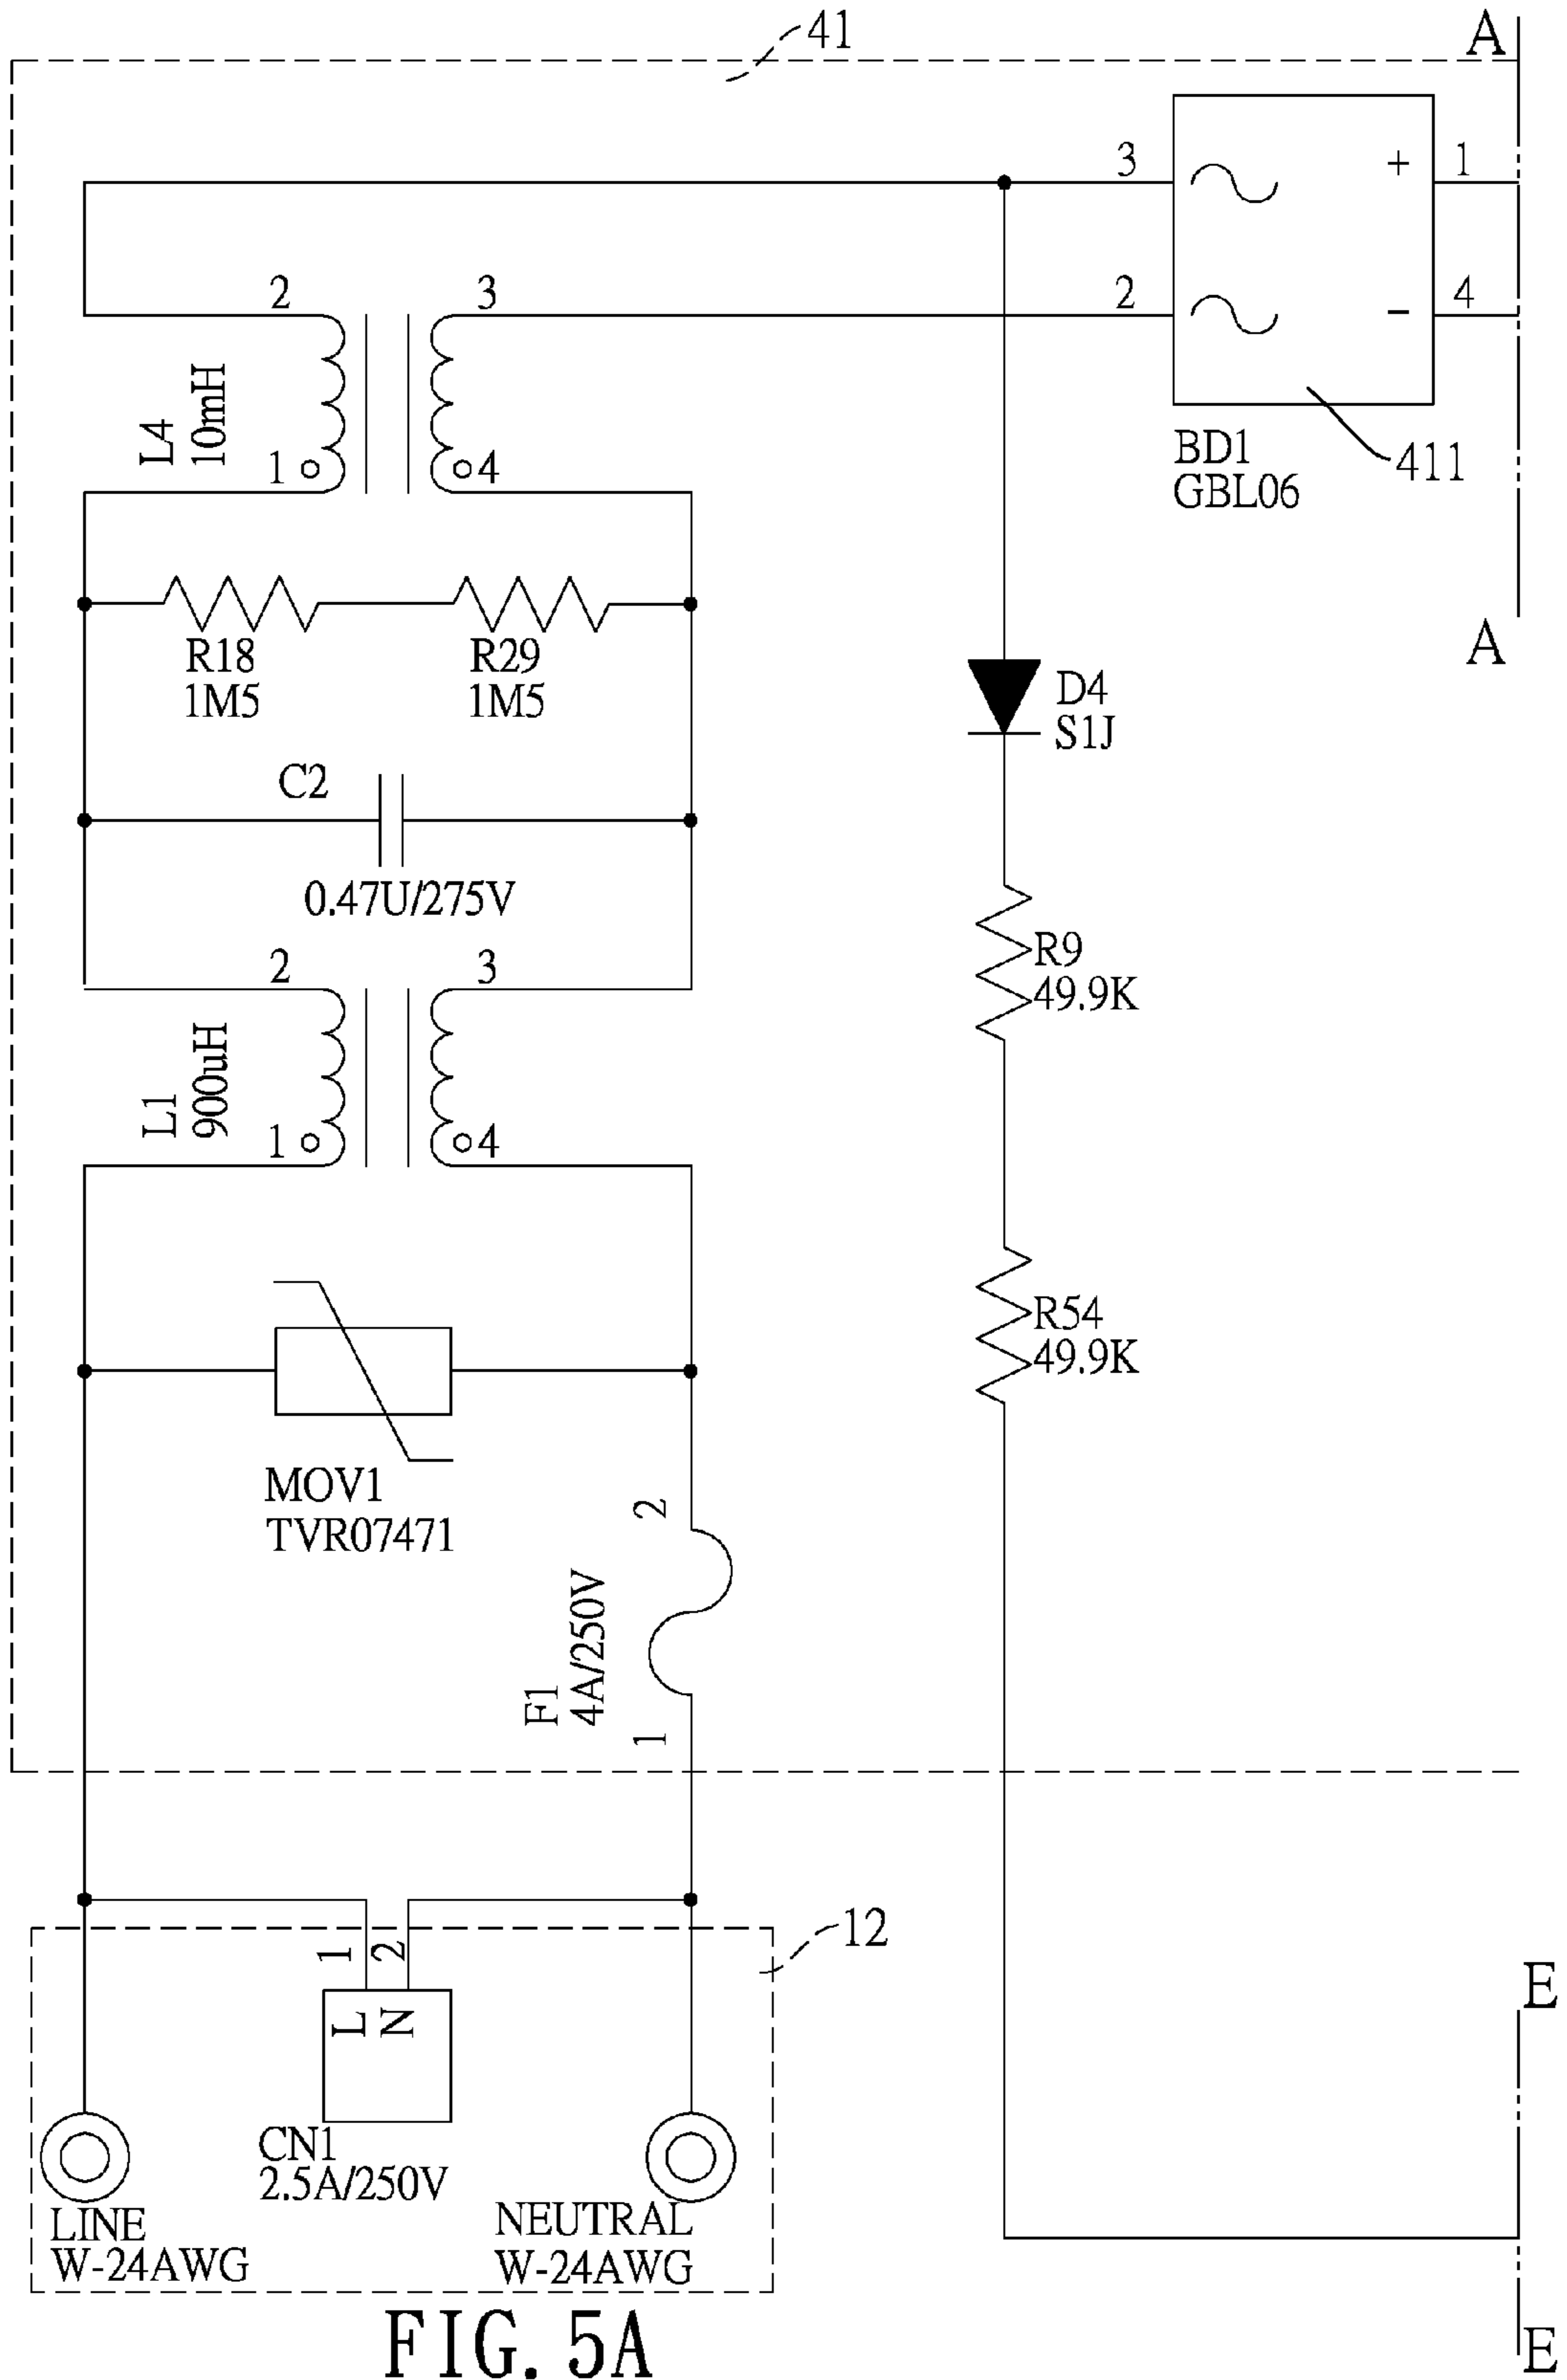 41
A
3
+
1
2
3
2
-
4
L4
10mH
1
4
BD1
GBL06
411
A
R18
1M5
R29
1M5
D4
S1J
C2
0.47U/275V
R9
49.9K
2
3
L1
900uH
1
4
R54
49.9K
MOV1
TVR07471
2
F1
4A/250V
1
12
1
2
L
N
E
CN1
2.5A/250V
LINE
W-24AWG
NEUTRAL
W-24AWG
E
FIG. 5A